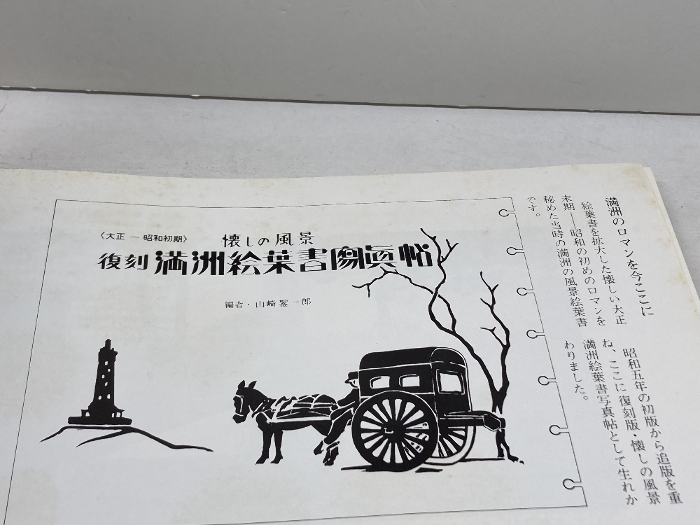 〈大正―昭和初期〉
懐しの風景
復刻 満洲絵葉書寫眞帖
編者・山崎鋆一郎
満洲のロマンを今ここに
絵葉書を拡大した懐しい大正
末期―昭和の初めのロマンを
秘めた当時の満洲の風景絵葉書
です。
昭和五年の初版から追版を重
ね、ここに復刻版・懐しの風景
満洲絵葉書写真帖として生れか
わりました。